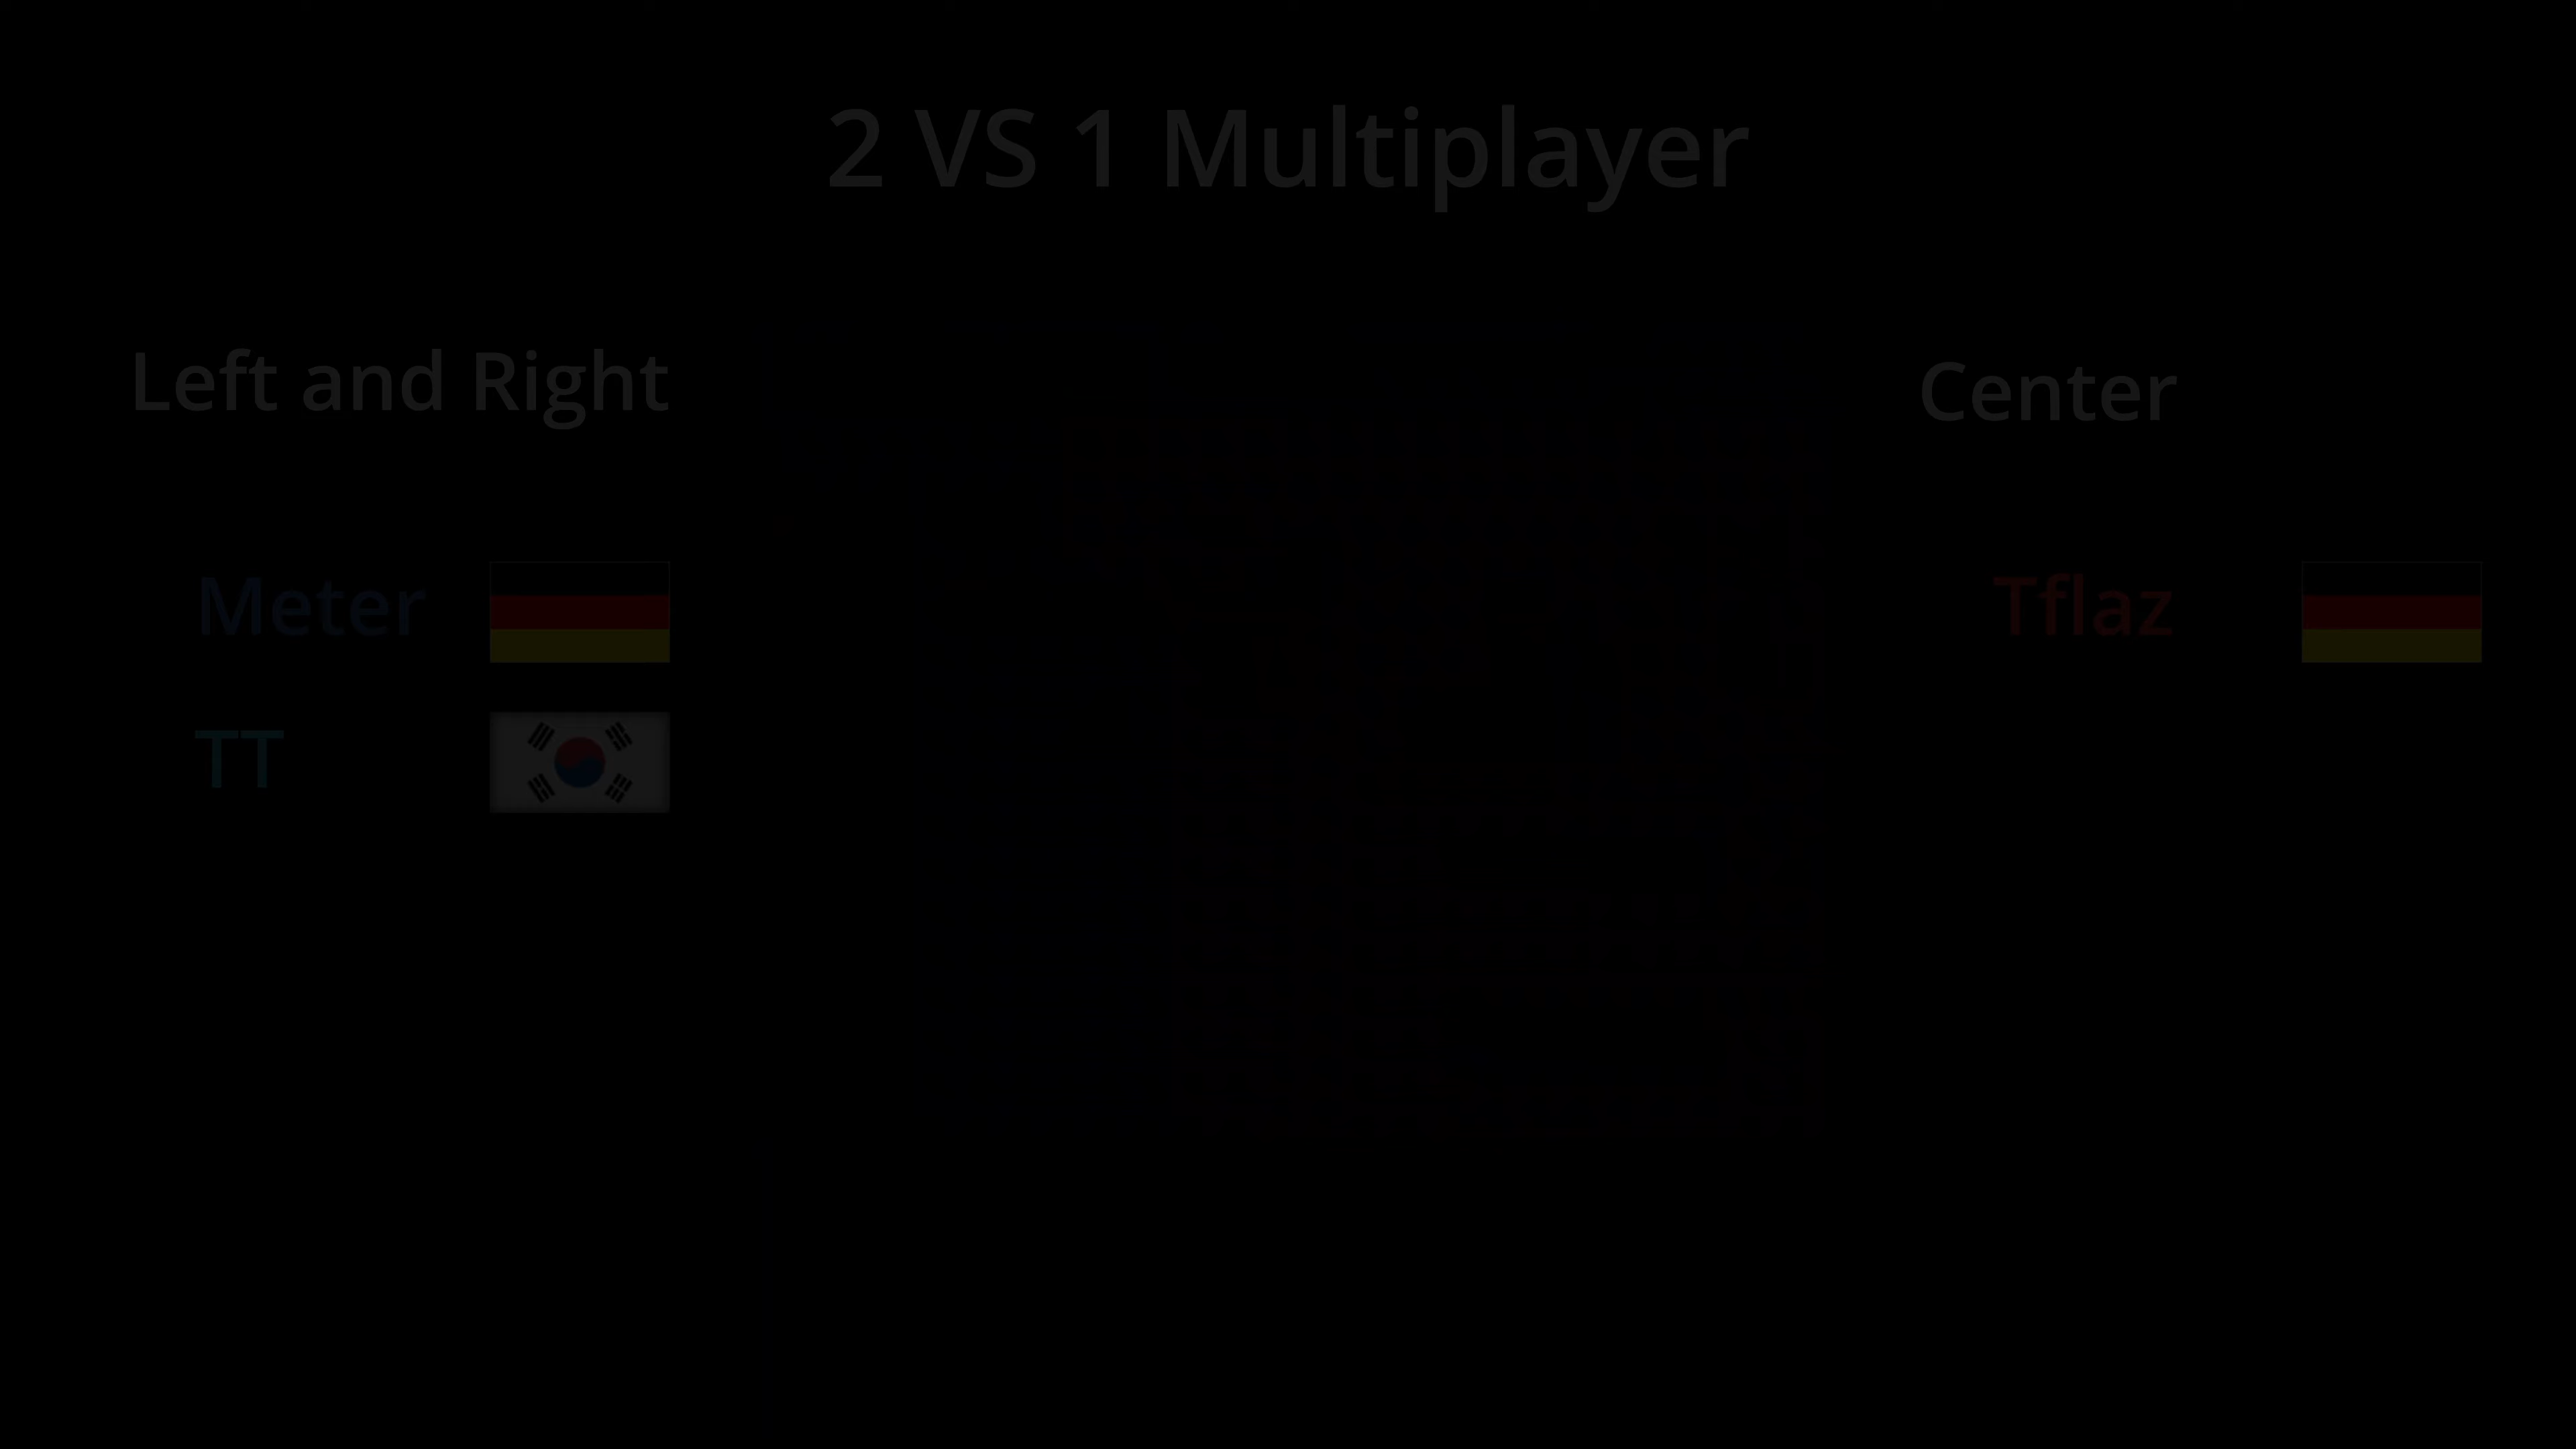 2 VS 1 Multiplayer
Left and Right
Center
Meter
Tflaz
TT